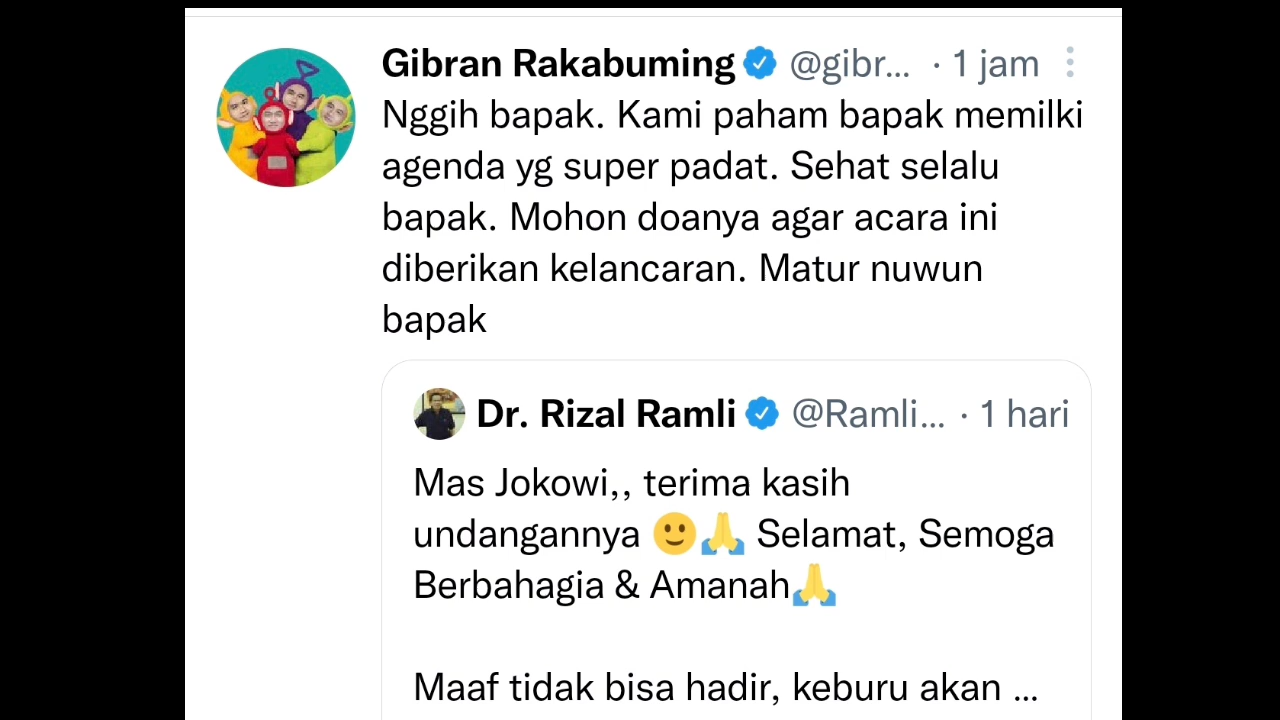 Gibran Rakabuming @gibr... · 1 jam
Nggih bapak. Kami paham bapak memilki
agenda yg super padat. Sehat selalu
bapak. Mohon doanya agar acara ini
diberikan kelancaran. Matur nuwun
bapak
Dr. Rizal Ramli @Ramli... · 1 hari
Mas Jokowi,, terima kasih
undangannya 🙂🙏 Selamat, Semoga
Berbahagia & Amanah🙏
Maaf tidak bisa hadir, keburu akan ...